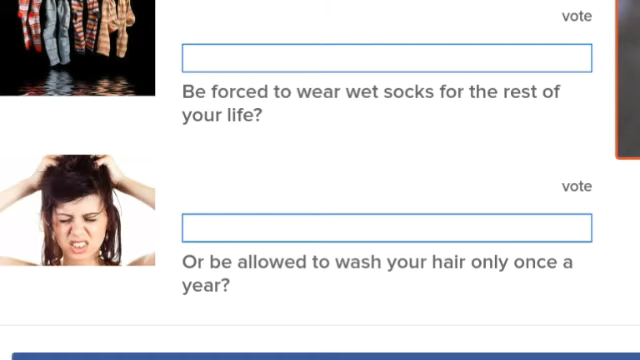 vote
Be forced to wear wet socks for the rest of
your life?
vote
Or be allowed to wash your hair only once a
year?